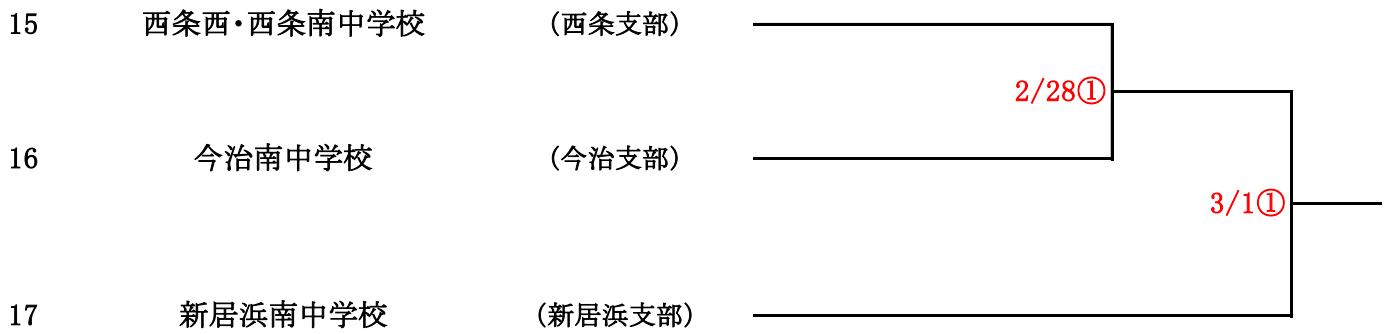 15 西条西・西条南中学校 (西条支部)
2/28①
16 今治南中学校 (今治支部)
3/1①
17 新居浜南中学校 (新居浜支部)